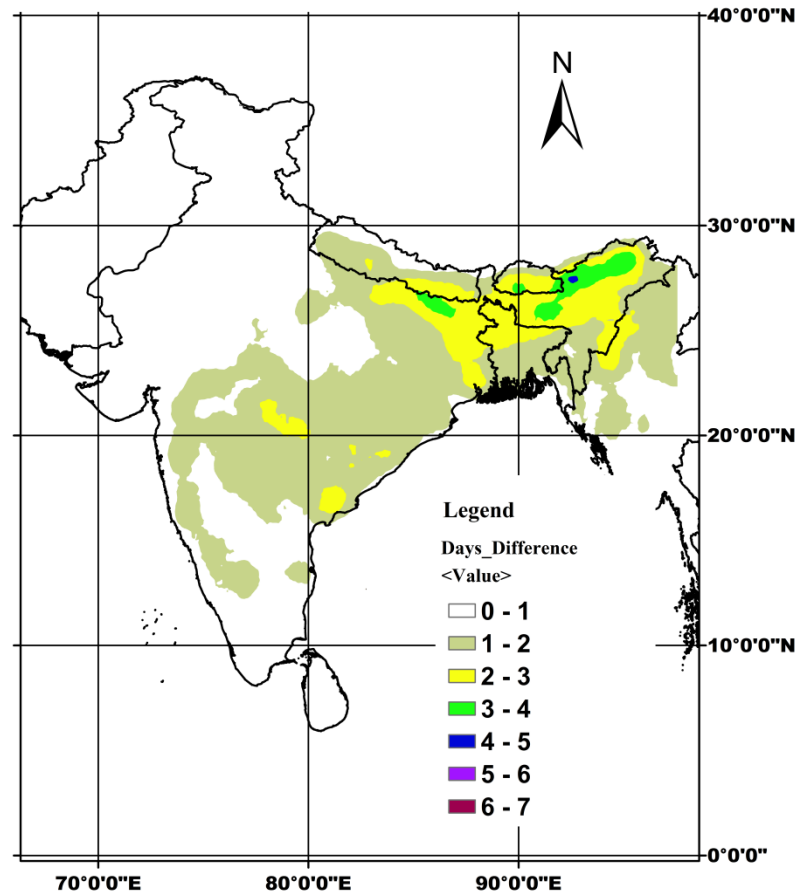 40°0'0"N
N
30°0'0"N
20°0'0"N
Legend
Days_Difference
<Value>
0 - 1
1 - 2
2 - 3
3 - 4
4 - 5
5 - 6
6 - 7
10°0'0"N
0°0'0"
70°0'0"E 80°0'0"E 90°0'0"E